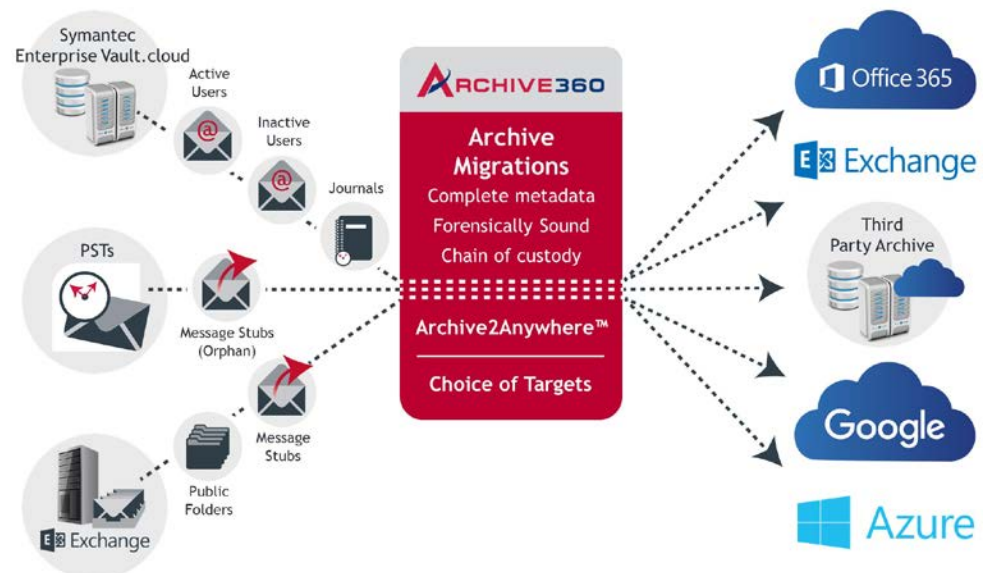 Symantec
Enterprise Vault.cloud
Active
Users
Inactive
Users
Journals
PSTs
Message Stubs
(Orphan)
Message
Stubs
Public
Folders
E Exchange
ARCHIVE360
Archive
Migrations
Complete metadata
Forensically Sound
Chain of custody
Archive2Anywhere™
Choice of Targets
Office 365
E Exchange
Third
Party Archive
Google
Azure